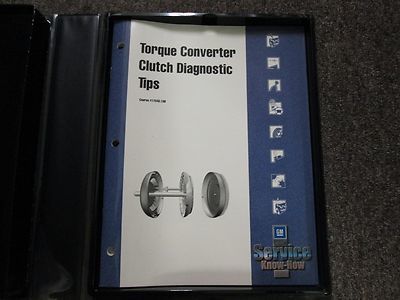 Torque Converter
Clutch Diagnostic
Tips
GM
Service
Know-How